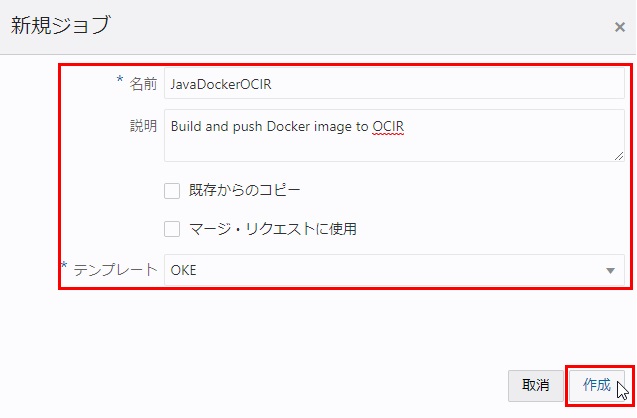 新規ジョブ ×
* 名前 JavaDockerOCIR
説明 Build and push Docker image to OCIR
既存からのコピー
マージ・リクエストに使用
* テンプレート OKE
取消 作成